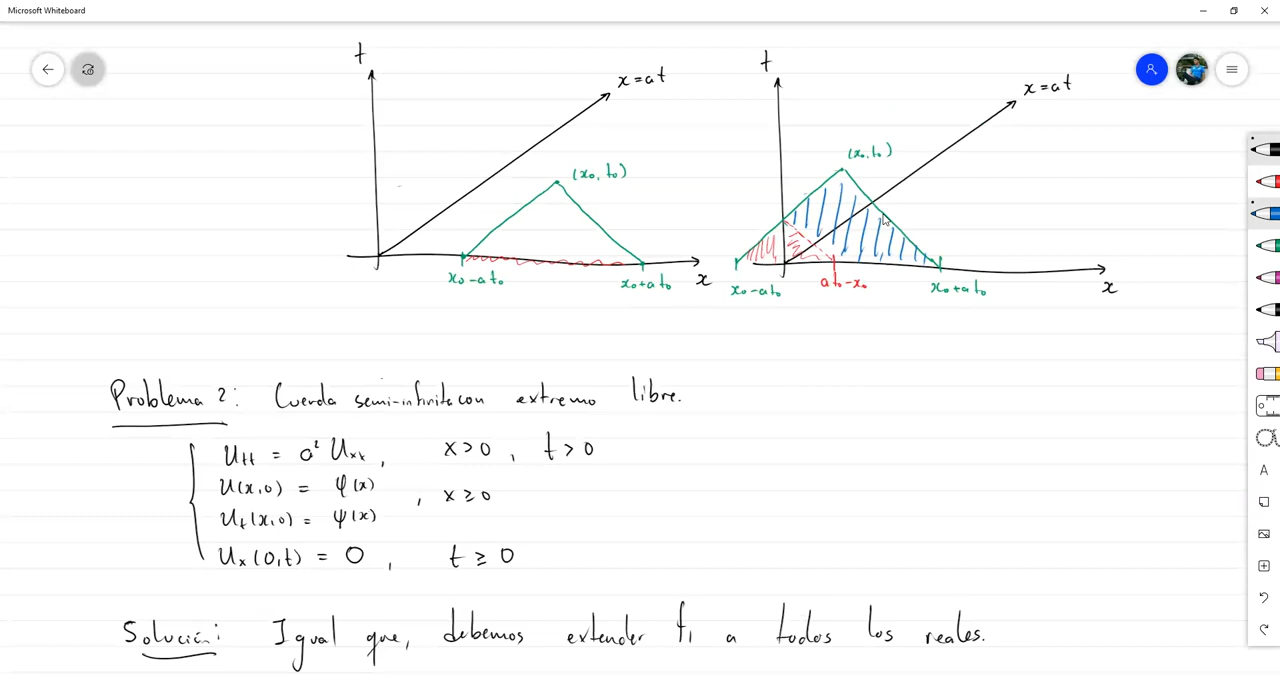 Microsoft Whiteboard
t
x = at
(x₀, t₀)
x₀-at₀
x₀+at₀
x
t
x = at
(x₀, t₀)
x₀-at₀
at₀-x₀
x₀+at₀
x
Problema 2: Cuerda semi-infinita con extremo libre.
Utt = a² Uxx, x>0, t>0
U(x,0) = φ(x)
, x ≥ 0
Ut(x,0) = ψ(x)
Ux(0,t) = 0, t ≥ 0
Solución: Igual que, debemos extender f₁ a todos los reales.
A